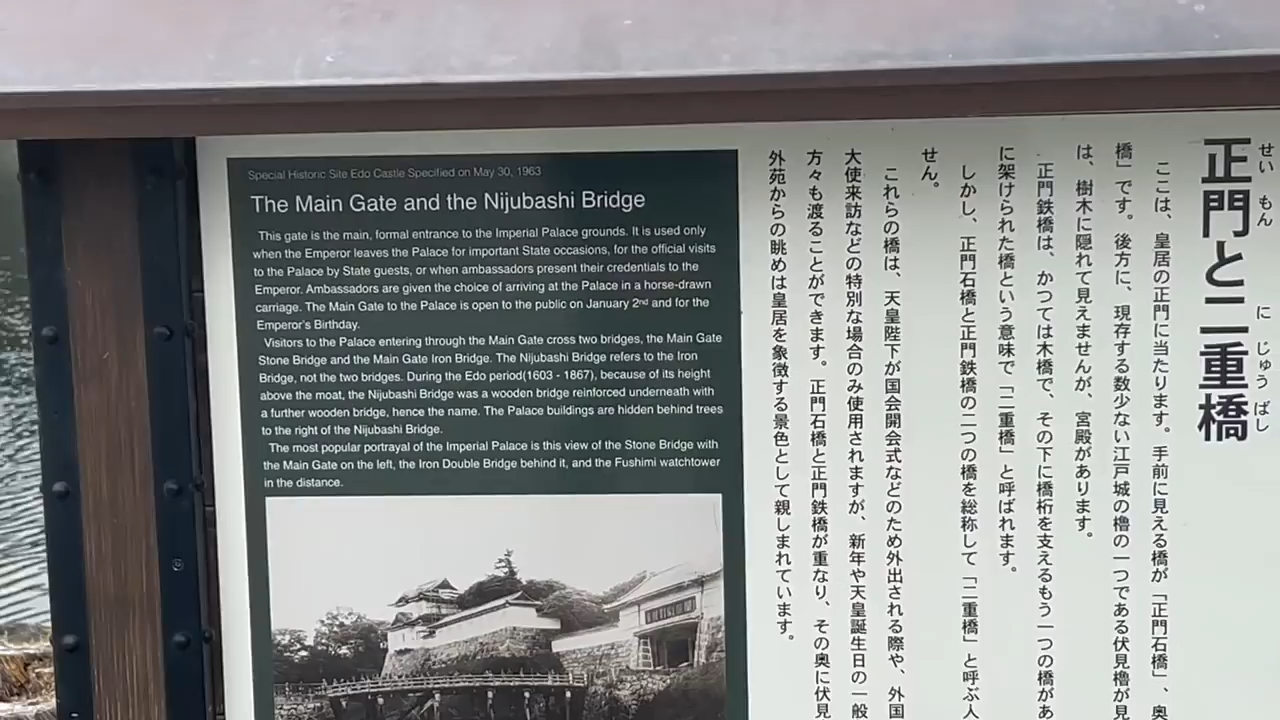 Special Historic Site Edo Castle Specified on May 30, 1963
The Main Gate and the Nijubashi Bridge
This gate is the main, formal entrance to the Imperial Palace grounds. It is used only
when the Emperor leaves the Palace for important State occasions, for the official visits
to the Palace by State guests, or when ambassadors present their credentials to the
Emperor. Ambassadors are given the choice of arriving at the Palace in a horse-drawn
carriage. The Main Gate to the Palace is open to the public on January 2nd and for the
Emperor's Birthday.
Visitors to the Palace entering through the Main Gate cross two bridges, the Main Gate
Stone Bridge and the Main Gate Iron Bridge. The Nijubashi Bridge refers to the Iron
Bridge, not the two bridges. During the Edo period(1603 - 1867), because of its height
above the moat, the Nijubashi Bridge was a wooden bridge reinforced underneath with
a further wooden bridge, hence the name. The Palace buildings are hidden behind trees
to the right of the Nijubashi Bridge.
The most popular portrayal of the Imperial Palace is this view of the Stone Bridge with
the Main Gate on the left, the Iron Double Bridge behind it, and the Fushimi watchtower
in the distance.
せい もん に じゅう ばし
正門と二重橋
ここは、皇居の正門に当たります。手前に見える橋が「正門石橋」、奥
橋」です。後方に、現存する数少ない江戸城の櫓の一つである伏見櫓が見
は、樹木に隠れて見えませんが、宮殿があります。
正門鉄橋は、かつては木橋で、その下に橋桁を支えるもう一つの橋があ
に架けられた橋という意味で「二重橋」と呼ばれます。
しかし、正門石橋と正門鉄橋の二つの橋を総称して「二重橋」と呼ぶ人
せん。
これらの橋は、天皇陛下が国会開会式などのため外出される際や、外国
大使来訪などの特別な場合のみ使用されますが、新年や天皇誕生日の一般
方々も渡ることができます。正門石橋と正門鉄橋が重なり、その奥に伏見
外苑からの眺めは皇居を象徴する景色として親しまれています。